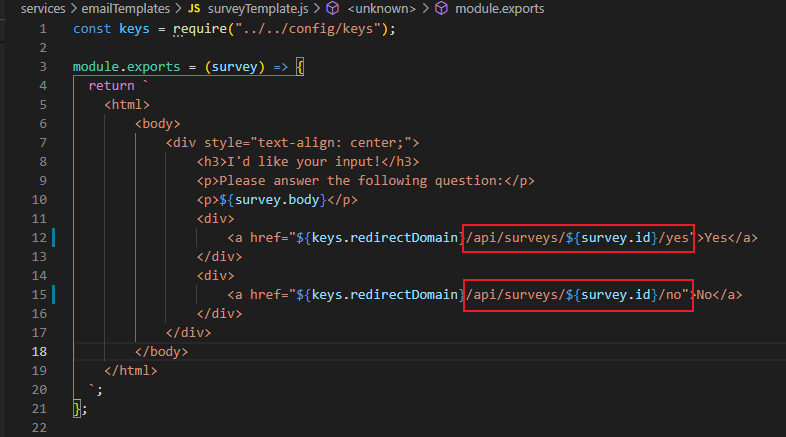 services > emailTemplates > JS surveyTemplate.js > <unknown> > module.exports
1 const keys = require("../../config/keys");
2
3 module.exports = (survey) => {
4   return `
5     <html>
6         <body>
7             <div style="text-align: center;">
8                 <h3>I'd like your input!</h3>
9                 <p>Please answer the following question:</p>
10                 <p>${survey.body}</p>
11                 <div>
12                     <a href="${keys.redirectDomain}/api/surveys/${survey.id}/yes">Yes</a>
13                 </div>
14                 <div>
15                     <a href="${keys.redirectDomain}/api/surveys/${survey.id}/no">No</a>
16                 </div>
17             </div>
18         </body>
19     </html>
20   `;
21 };
22